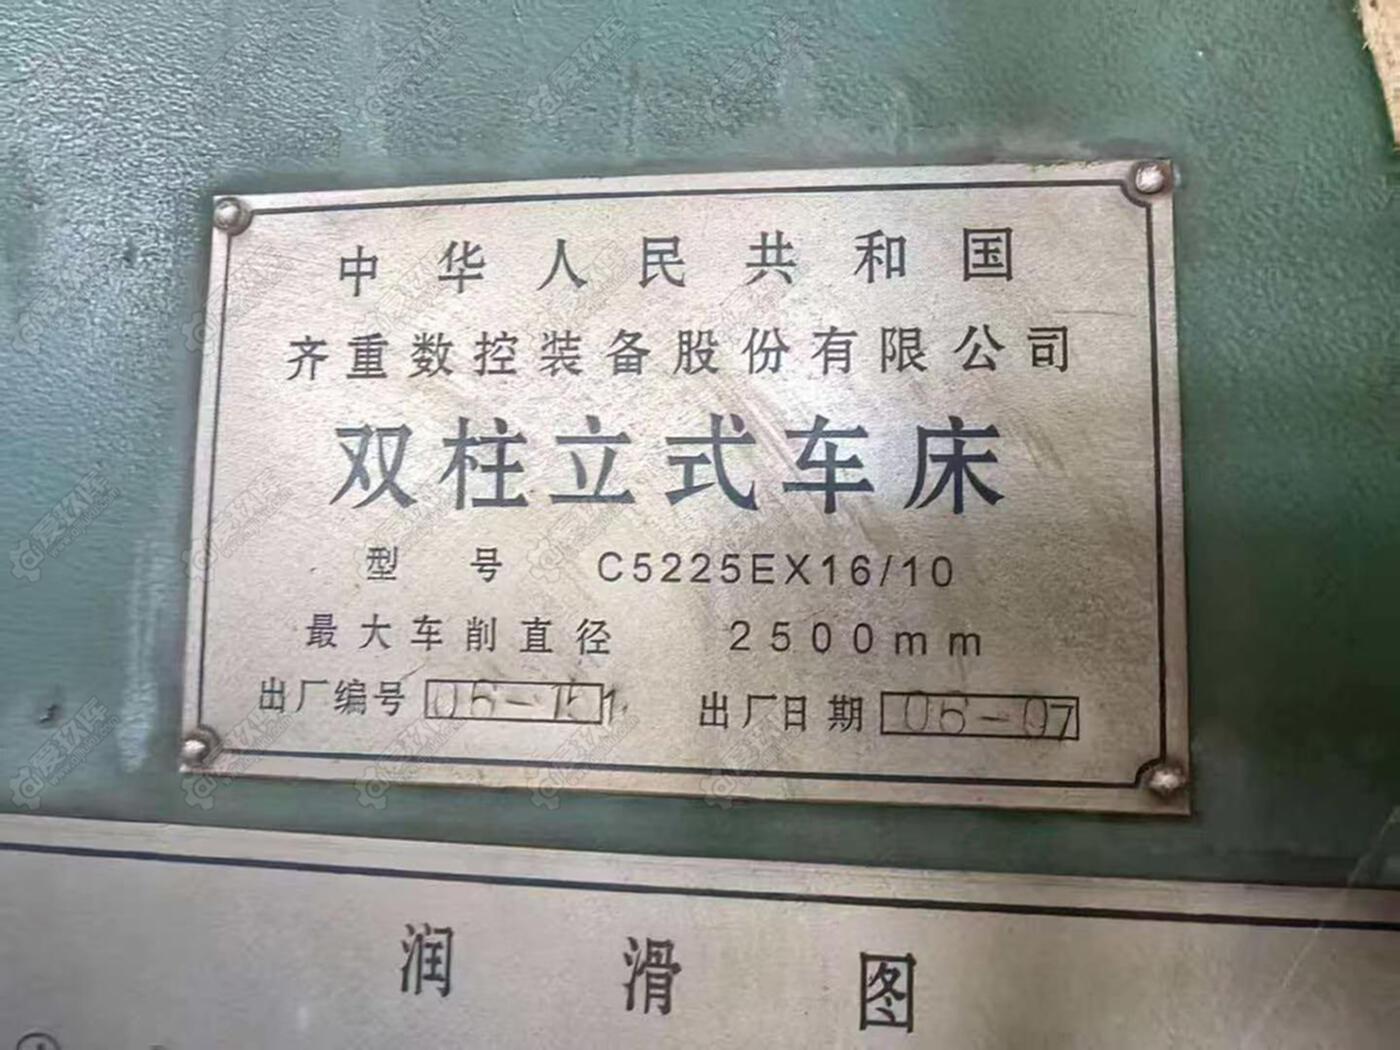 中华人民共和国
齐重数控装备股份有限公司
双柱立式车床
型号 C5225EX16/10
最大车削直径 2500mm
出厂编号 出厂日期 06-07
润滑图